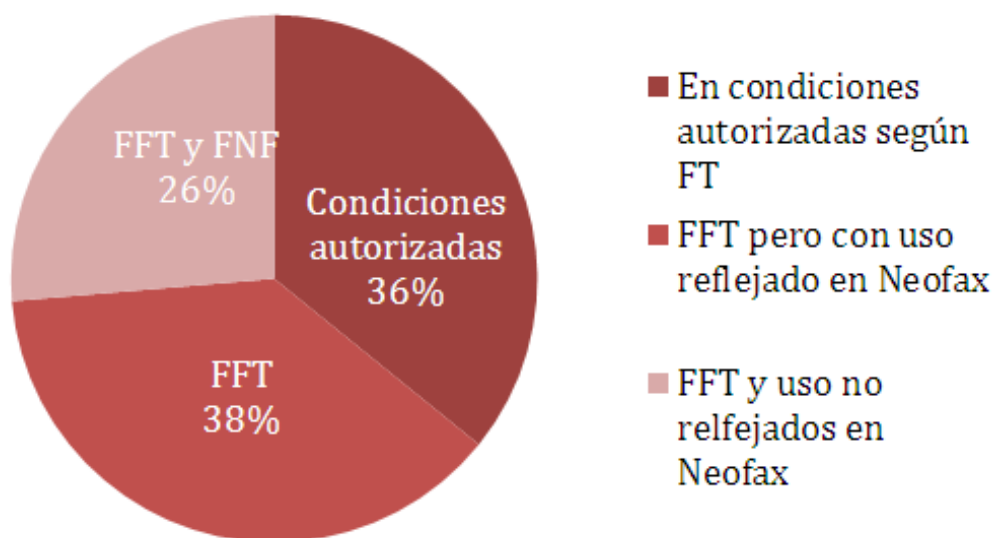 FFT y FNF
26%
Condiciones
autorizadas
36%
FFT
38%
En condiciones
autorizadas según
FT
FFT pero con uso
reflejado en Neofax
FFT y uso no
relfejados en
Neofax